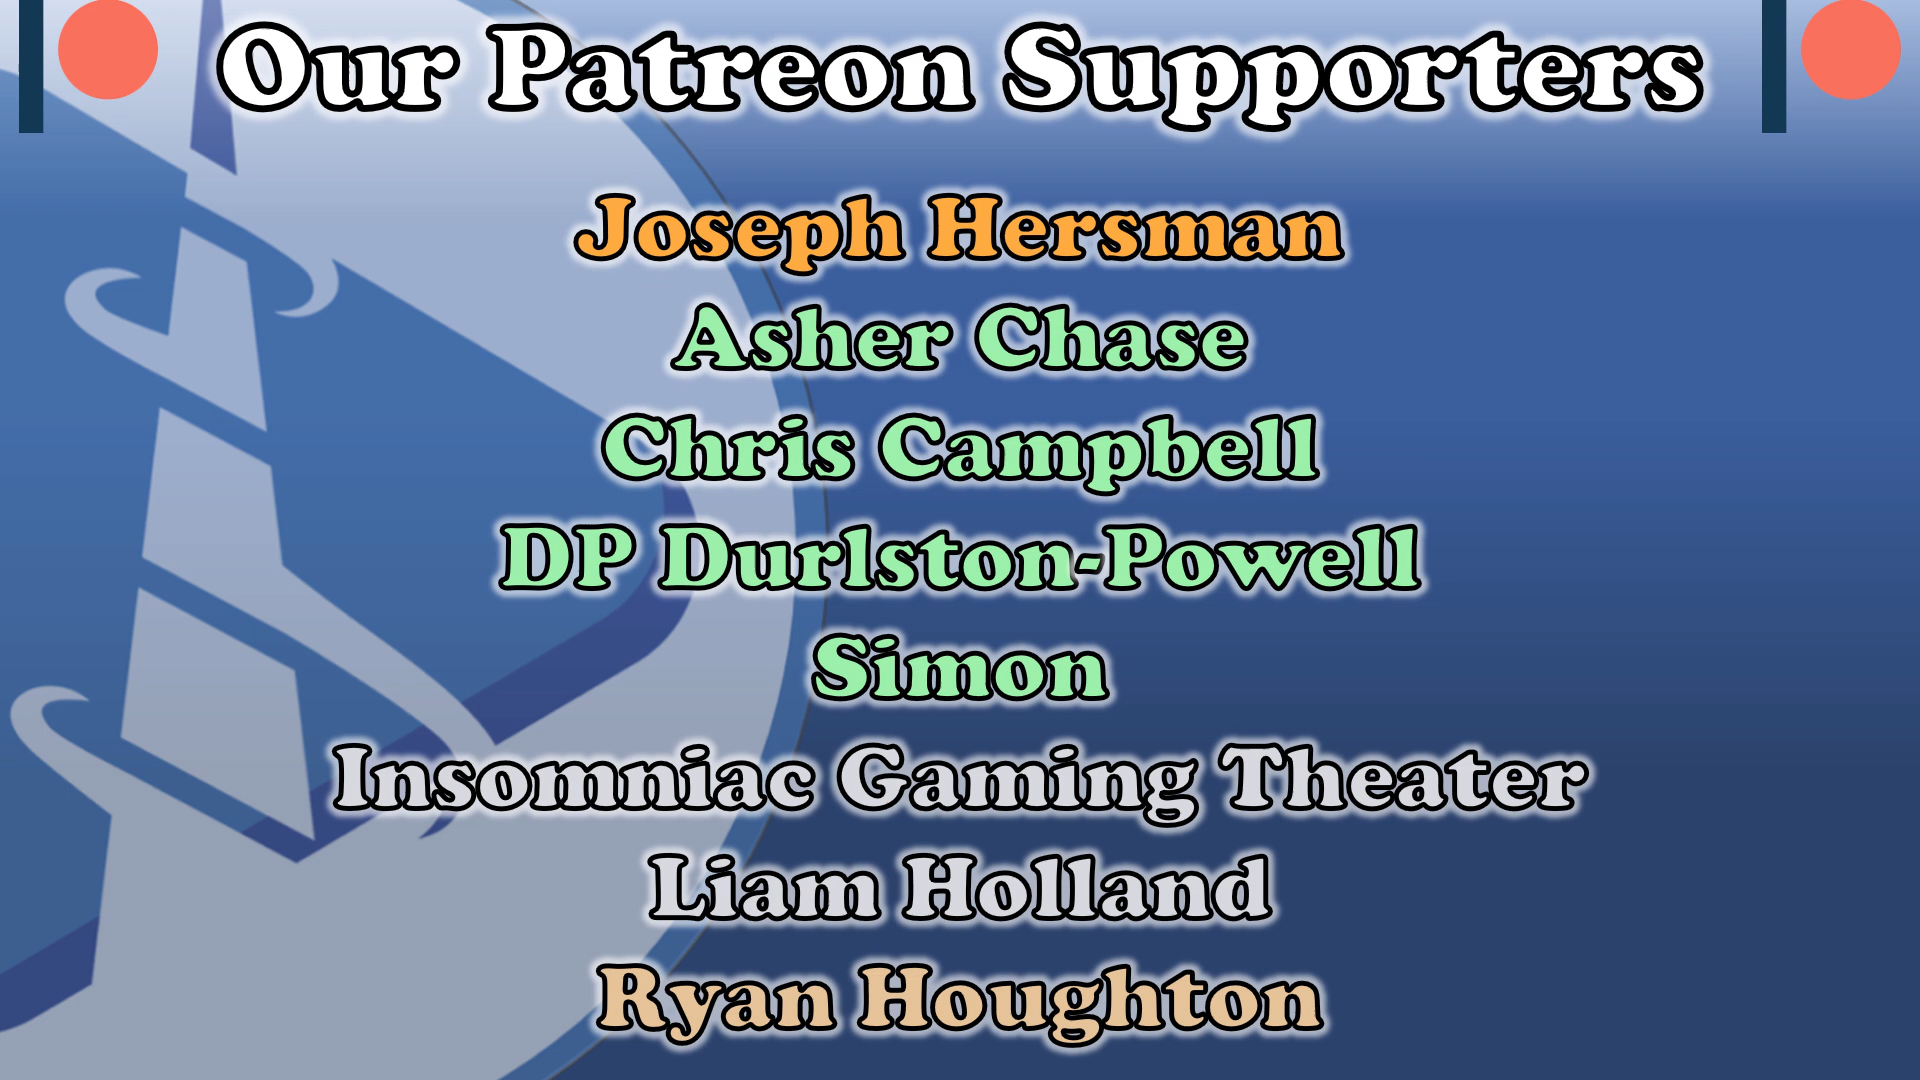 Our Patreon Supporters
Joseph Hersman
Asher Chase
Chris Campbell
DP Durlston-Powell
Simon
Insomniac Gaming Theater
Liam Holland
Ryan Houghton